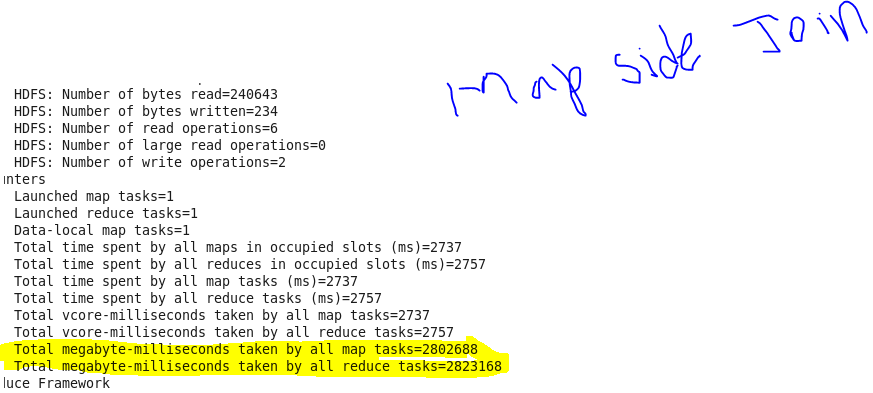 Map side Join
HDFS: Number of bytes read=240643
HDFS: Number of bytes written=234
HDFS: Number of read operations=6
HDFS: Number of large read operations=0
HDFS: Number of write operations=2
nters
Launched map tasks=1
Launched reduce tasks=1
Data-local map tasks=1
Total time spent by all maps in occupied slots (ms)=2737
Total time spent by all reduces in occupied slots (ms)=2757
Total time spent by all map tasks (ms)=2737
Total time spent by all reduce tasks (ms)=2757
Total vcore-milliseconds taken by all map tasks=2737
Total vcore-milliseconds taken by all reduce tasks=2757
Total megabyte-milliseconds taken by all map tasks=2802688
Total megabyte-milliseconds taken by all reduce tasks=2823168
duce Framework